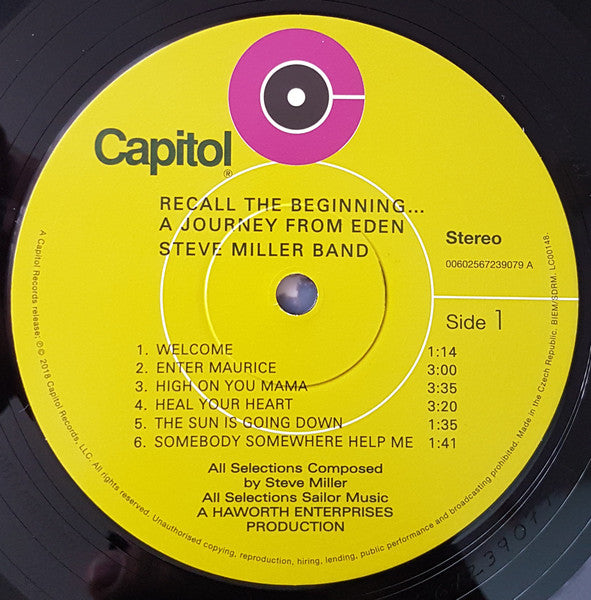 Capitol®
RECALL THE BEGINNING...
A JOURNEY FROM EDEN
STEVE MILLER BAND
Stereo
00602567239079 A
Side 1
1. WELCOME 1:14
2. ENTER MAURICE 3:00
3. HIGH ON YOU MAMA 3:35
4. HEAL YOUR HEART 3:20
5. THE SUN IS GOING DOWN 1:35
6. SOMEBODY SOMEWHERE HELP ME 1:41
All Selections Composed
by Steve Miller
All Selections Sailor Music
A HAWORTH ENTERPRISES
PRODUCTION
A Capitol Records release; ℗© 2018 Capitol Records, LLC. All rights reserved. Unauthorised copying, reproduction, hiring, lending, public performance and broadcasting prohibited. Made in the Czech Republic. BIEM/SDRM. LC00148.